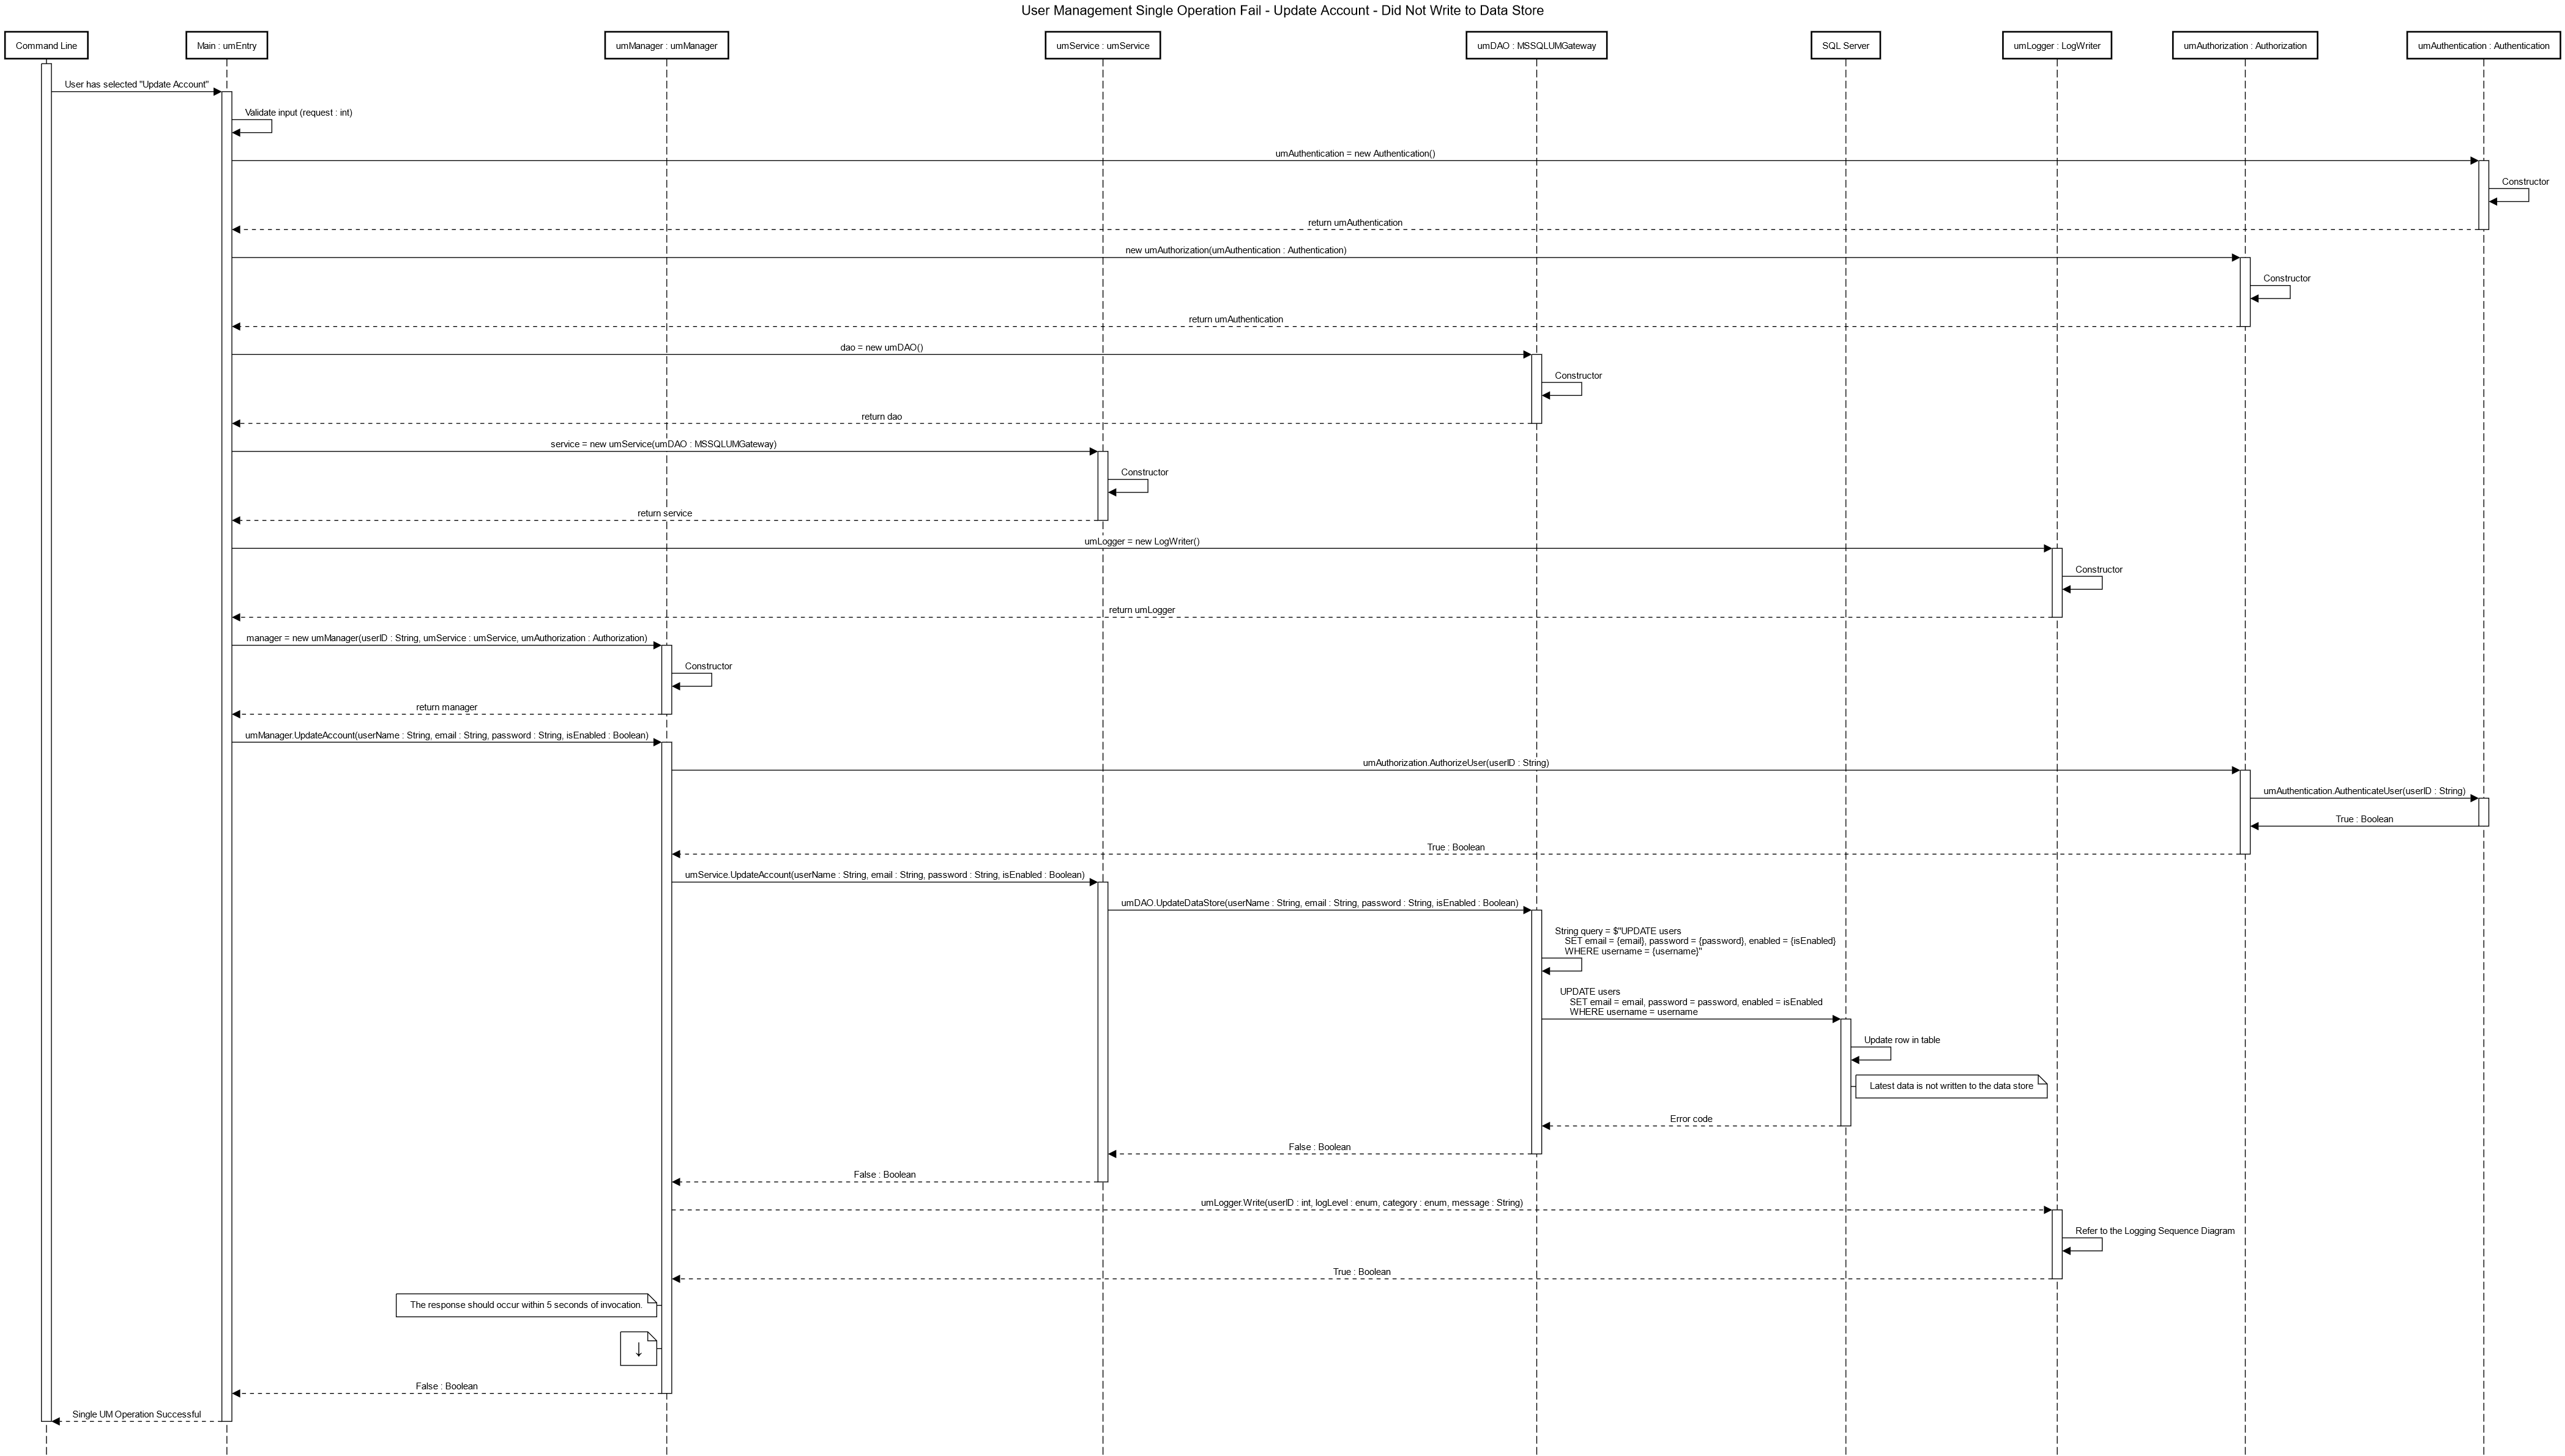 User Management Single Operation Fail - Update Account - Did Not Write to Data Store
Command Line
Main : umEntry
umManager : umManager
umService : umService
umDAO : MSSQLUMGateway
SQL Server
umLogger : LogWriter
umAuthorization : Authorization
umAuthentication : Authentication
User has selected "Update Account"
Validate input (request : int)
umAuthentication = new Authentication()
Constructor
return umAuthentication
new umAuthorization(umAuthentication : Authentication)
Constructor
return umAuthentication
dao = new umDAO()
Constructor
return dao
service = new umService(umDAO : MSSQLUMGateway)
Constructor
return service
umLogger = new LogWriter()
Constructor
return umLogger
manager = new umManager(userID : String, umService : umService, umAuthorization : Authorization)
Constructor
return manager
umManager.UpdateAccount(userName : String, email : String, password : String, isEnabled : Boolean)
umAuthorization.AuthorizeUser(userID : String)
umAuthentication.AuthenticateUser(userID : String)
True : Boolean
True : Boolean
umService.UpdateAccount(userName : String, email : String, password : String, isEnabled : Boolean)
umDAO.UpdateDataStore(userName : String, email : String, password : String, isEnabled : Boolean)
String query = $"UPDATE users
SET email = {email}, password = {password}, enabled = {isEnabled}
WHERE username = {username}"
UPDATE users
SET email = email, password = password, enabled = isEnabled
WHERE username = username
Update row in table
Latest data is not written to the data store
Error code
False : Boolean
False : Boolean
umLogger.Write(userID : int, logLevel : enum, category : enum, message : String)
Refer to the Logging Sequence Diagram
True : Boolean
The response should occur within 5 seconds of invocation.
↓
False : Boolean
Single UM Operation Successful